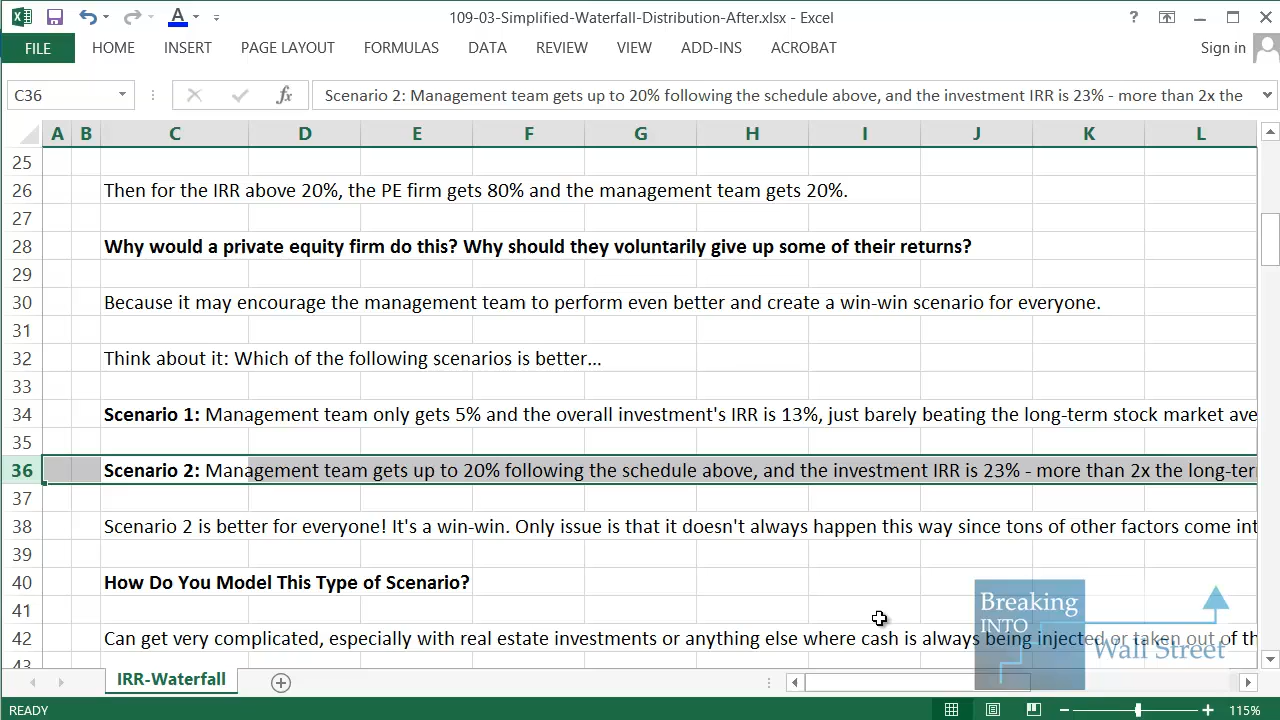 109-03-Simplified-Waterfall-Distribution-After.xlsx - Excel
?
FILE HOME INSERT PAGE LAYOUT FORMULAS DATA REVIEW VIEW ADD-INS ACROBAT Sign in
C36 fx Scenario 2: Management team gets up to 20% following the schedule above, and the investment IRR is 23% - more than 2x the
A B C D E F G H I J K L
25
26 Then for the IRR above 20%, the PE firm gets 80% and the management team gets 20%.
27
28 Why would a private equity firm do this? Why should they voluntarily give up some of their returns?
29
30 Because it may encourage the management team to perform even better and create a win-win scenario for everyone.
31
32 Think about it: Which of the following scenarios is better...
33
34 Scenario 1: Management team only gets 5% and the overall investment's IRR is 13%, just barely beating the long-term stock market ave
35
36 Scenario 2: Management team gets up to 20% following the schedule above, and the investment IRR is 23% - more than 2x the long-ter
37
38 Scenario 2 is better for everyone! It's a win-win. Only issue is that it doesn't always happen this way since tons of other factors come int
39
40 How Do You Model This Type of Scenario?
41
42 Can get very complicated, especially with real estate investments or anything else where cash is always being injected or taken out of th
43
Breaking
INTO
Wall Street
IRR-Waterfall
READY 115%